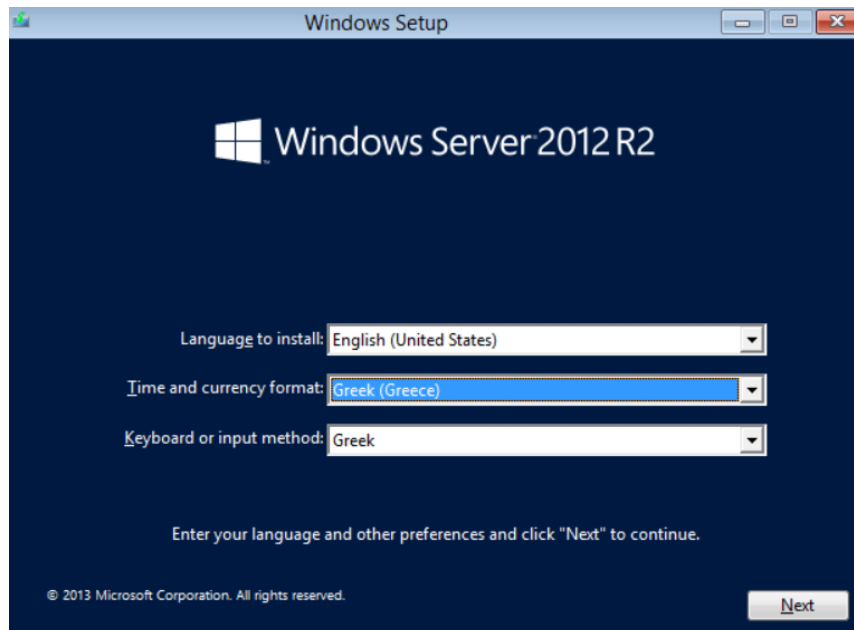 Windows Setup
Windows Server 2012 R2
Language to install: English (United States)
Time and currency format: Greek (Greece)
Keyboard or input method: Greek
Enter your language and other preferences and click "Next" to continue.
© 2013 Microsoft Corporation. All rights reserved.
Next